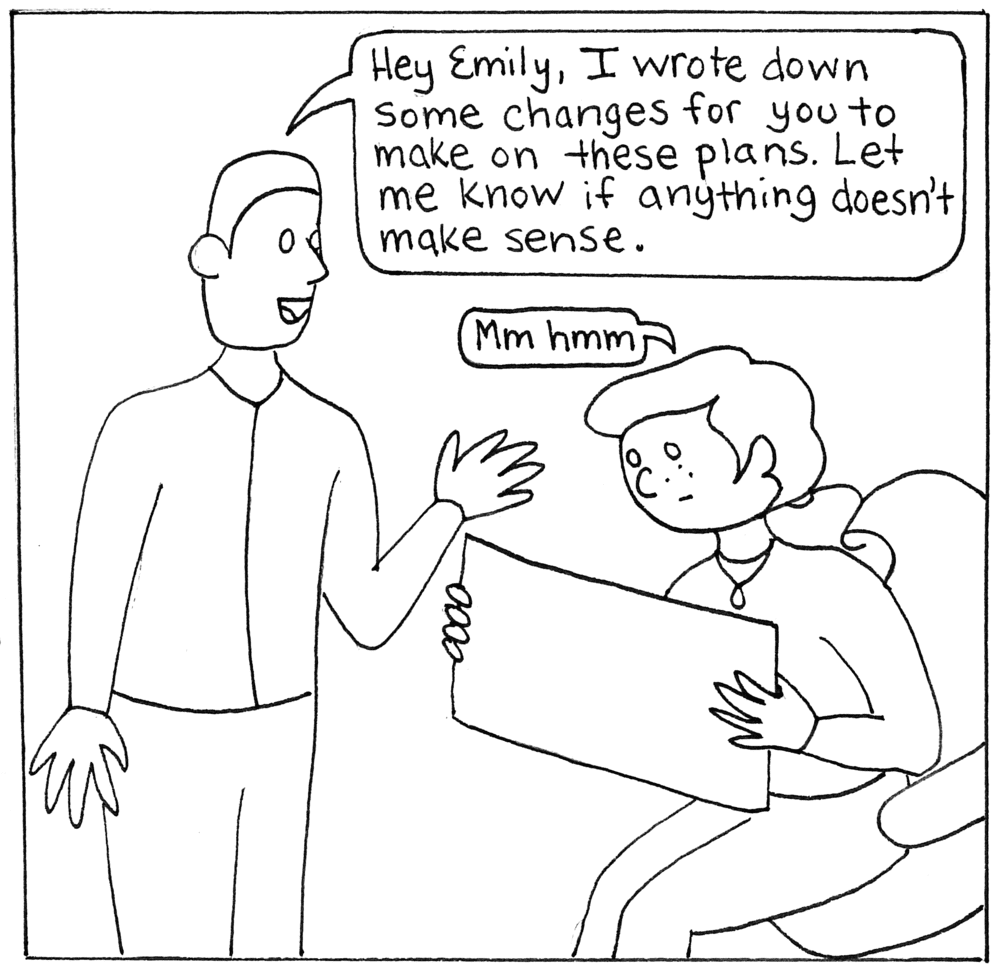 Hey Emily, I wrote down
some changes for you to
make on these plans. Let
me know if anything doesn't
make sense.
Mm hmm